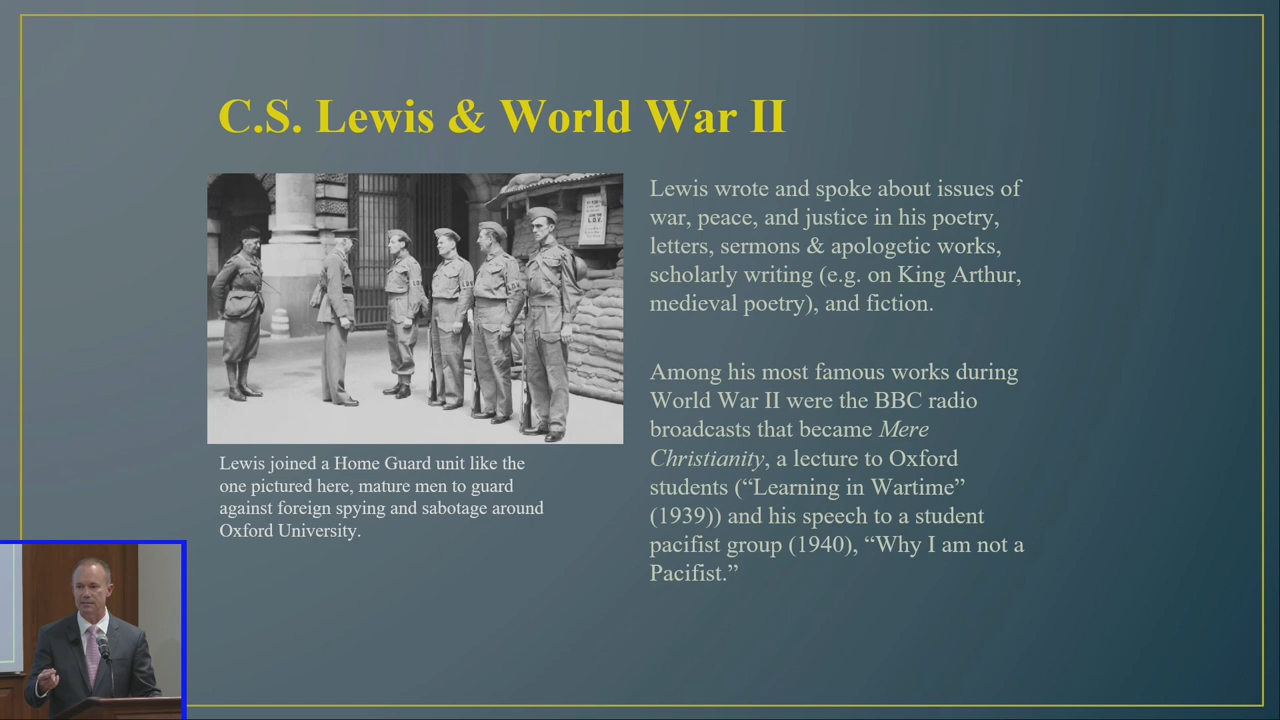 C.S. Lewis & World War II
Lewis joined a Home Guard unit like the
one pictured here, mature men to guard
against foreign spying and sabotage around
Oxford University.
Lewis wrote and spoke about issues of
war, peace, and justice in his poetry,
letters, sermons & apologetic works,
scholarly writing (e.g. on King Arthur,
medieval poetry), and fiction.
Among his most famous works during
World War II were the BBC radio
broadcasts that became Mere
Christianity, a lecture to Oxford
students (“Learning in Wartime”
(1939)) and his speech to a student
pacifist group (1940), “Why I am not a
Pacifist.”